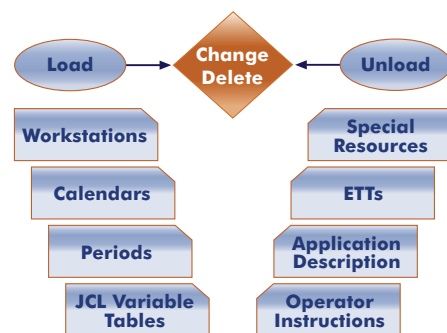 Load
Change
Delete
Unload
Workstations
Special
Resources
Calendars
ETTs
Periods
Application
Description
JCL Variable
Tables
Operator
Instructions